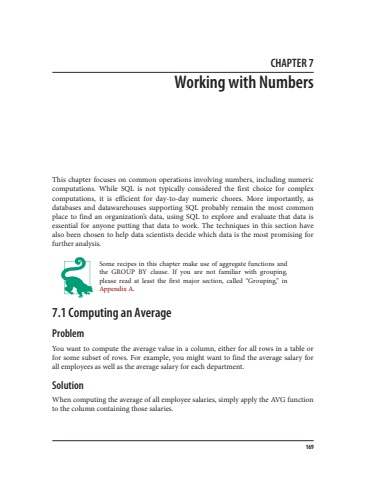 CHAPTER 7
Working with Numbers
This chapter focuses on common operations involving numbers, including numeric
computations. While SQL is not typically considered the first choice for complex
computations, it is efficient for day-to-day numeric chores. More importantly, as
databases and datawarehouses supporting SQL probably remain the most common
place to find an organization's data, using SQL to explore and evaluate that data is
essential for anyone putting that data to work. The techniques in this section have
also been chosen to help data scientists decide which data is the most promising for
further analysis.
Some recipes in this chapter make use of aggregate functions and
the GROUP BY clause. If you are not familiar with grouping,
please read at least the first major section, called "Grouping," in
Appendix A.
7.1 Computing an Average
Problem
You want to compute the average value in a column, either for all rows in a table or
for some subset of rows. For example, you might want to find the average salary for
all employees as well as the average salary for each department.
Solution
When computing the average of all employee salaries, simply apply the AVG function
to the column containing those salaries.
169